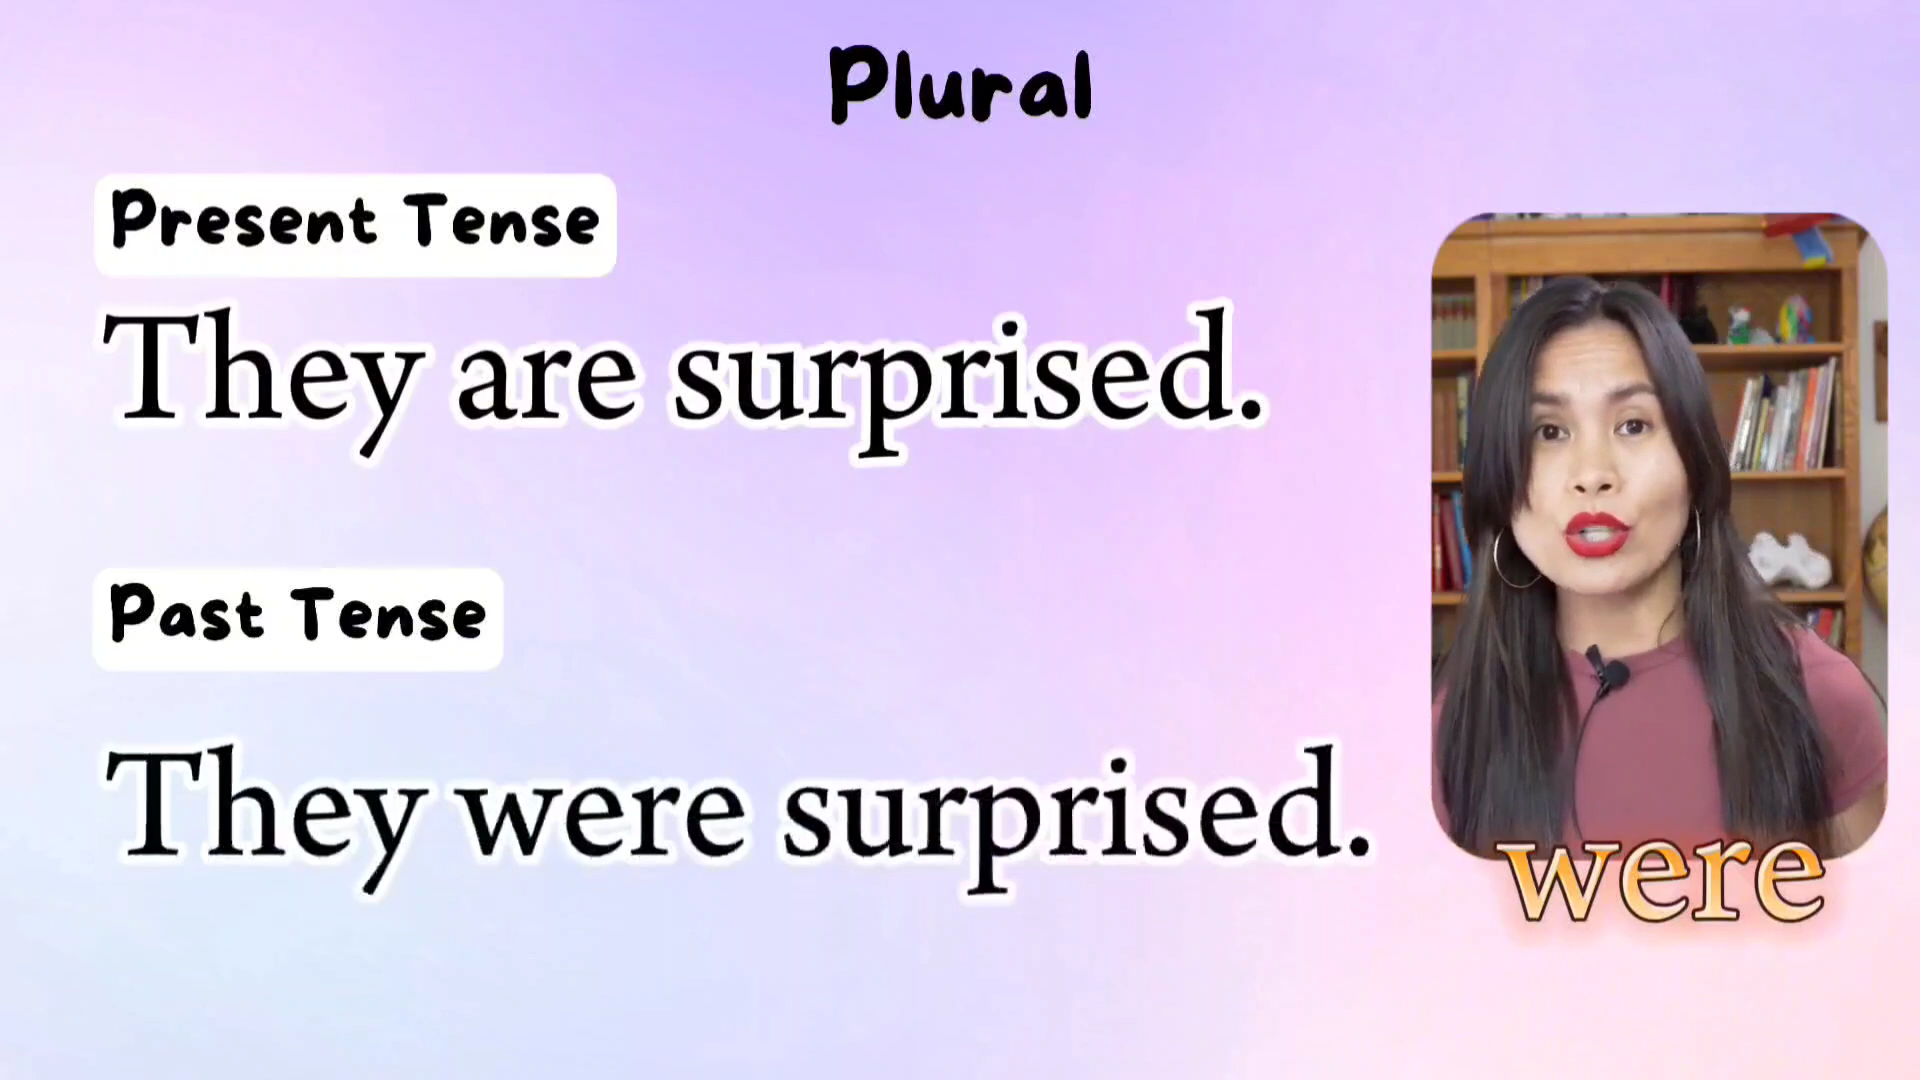 Plural
Present Tense
They are surprised.
Past Tense
They were surprised.
were